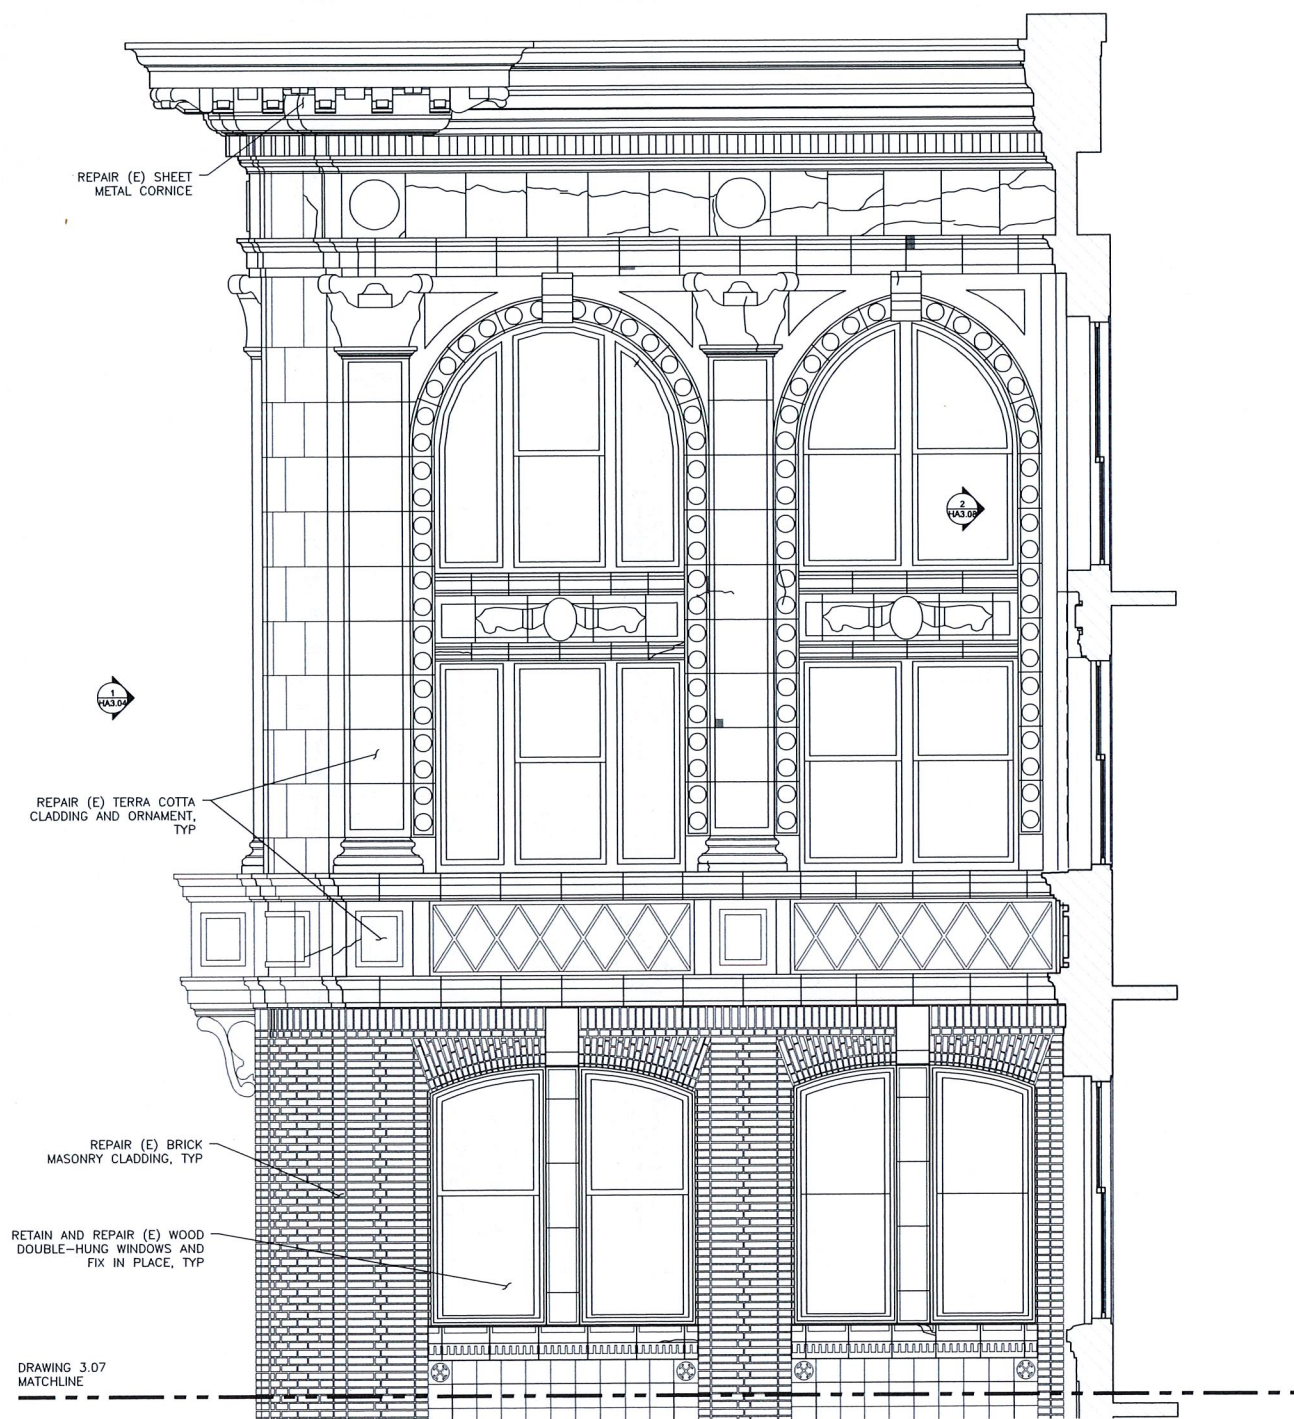 REPAIR (E) SHEET
METAL CORNICE
2
HA3.08
1
HA3.04
REPAIR (E) TERRA COTTA
CLADDING AND ORNAMENT,
TYP
REPAIR (E) BRICK
MASONRY CLADDING, TYP
RETAIN AND REPAIR (E) WOOD
DOUBLE-HUNG WINDOWS AND
FIX IN PLACE, TYP
DRAWING 3.07
MATCHLINE